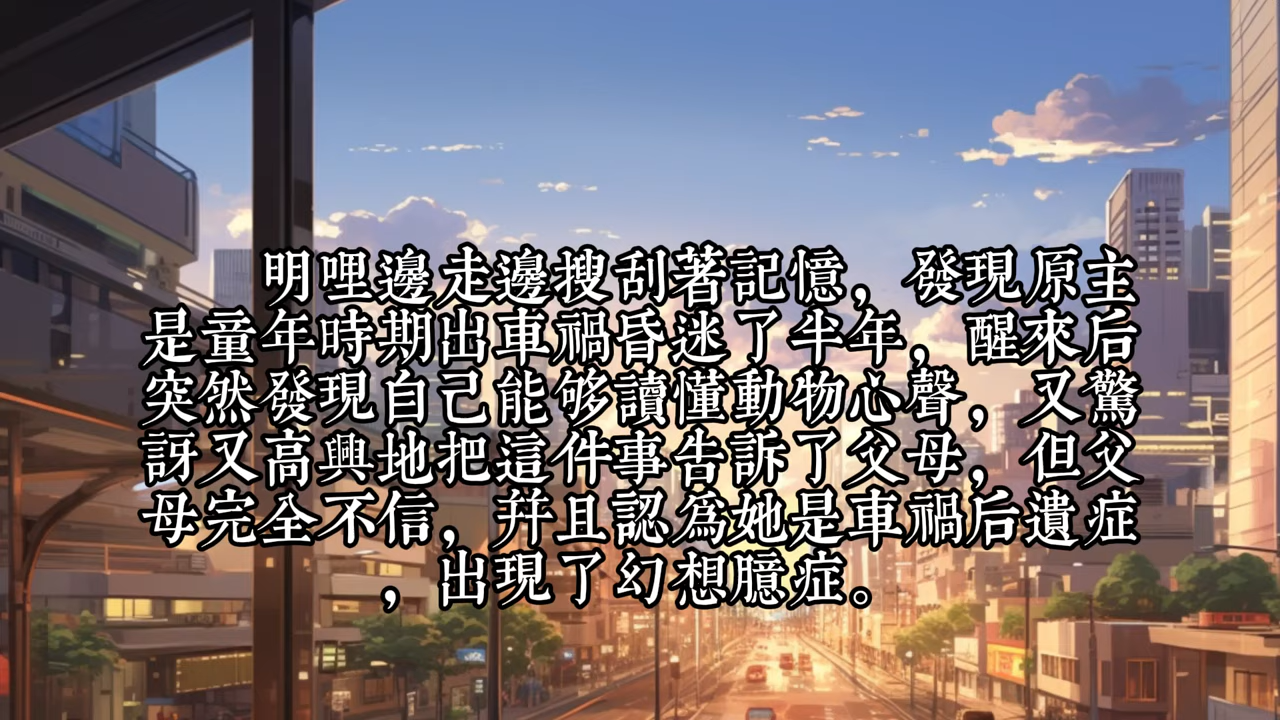 明哩邊走邊搜刮著記憶，發現原主
是童年時期出車禍昏迷了半年，醒來后
突然發現自己能够讀懂動物心聲，又驚
訝又高興地把這件事告訴了父母，但父
母完全不信，幷且認爲她是車禍后遺症
，出現了幻想臆症。